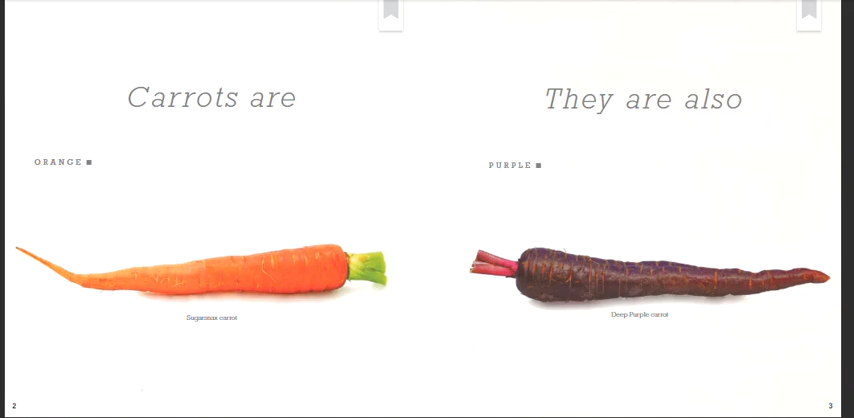 Carrots are
ORANGE ■
Sugarsnax carrot
2
They are also
PURPLE ■
Deep Purple carrot
3